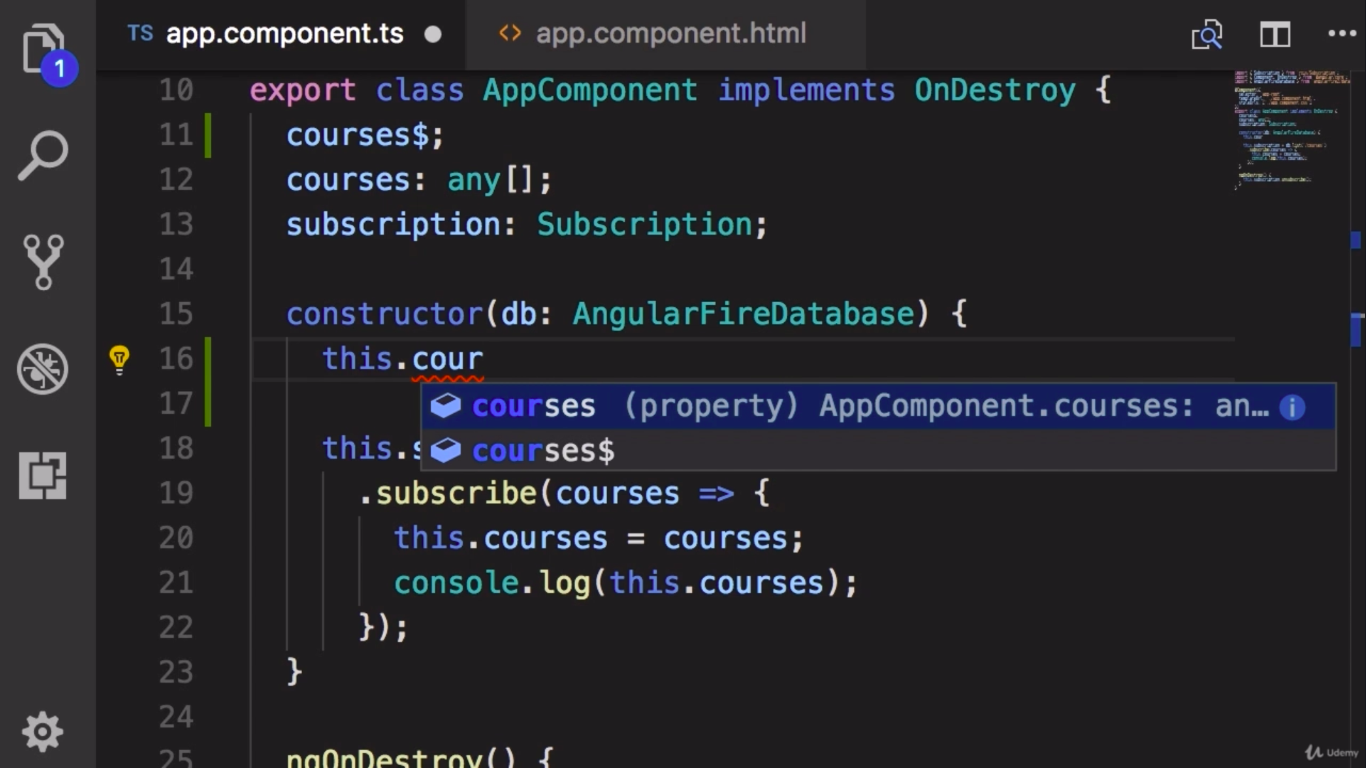 TS app.component.ts
<> app.component.html
1
10 export class AppComponent implements OnDestroy {
11 courses$;
12 courses: any[];
13 subscription: Subscription;
14
15 constructor(db: AngularFireDatabase) {
16 this.cour
17 courses (property) AppComponent.courses: an…
courses$
18 this.s
19 .subscribe(courses => {
20 this.courses = courses;
21 console.log(this.courses);
22 });
23 }
24
25 ngOnDestroy() {
Udemy